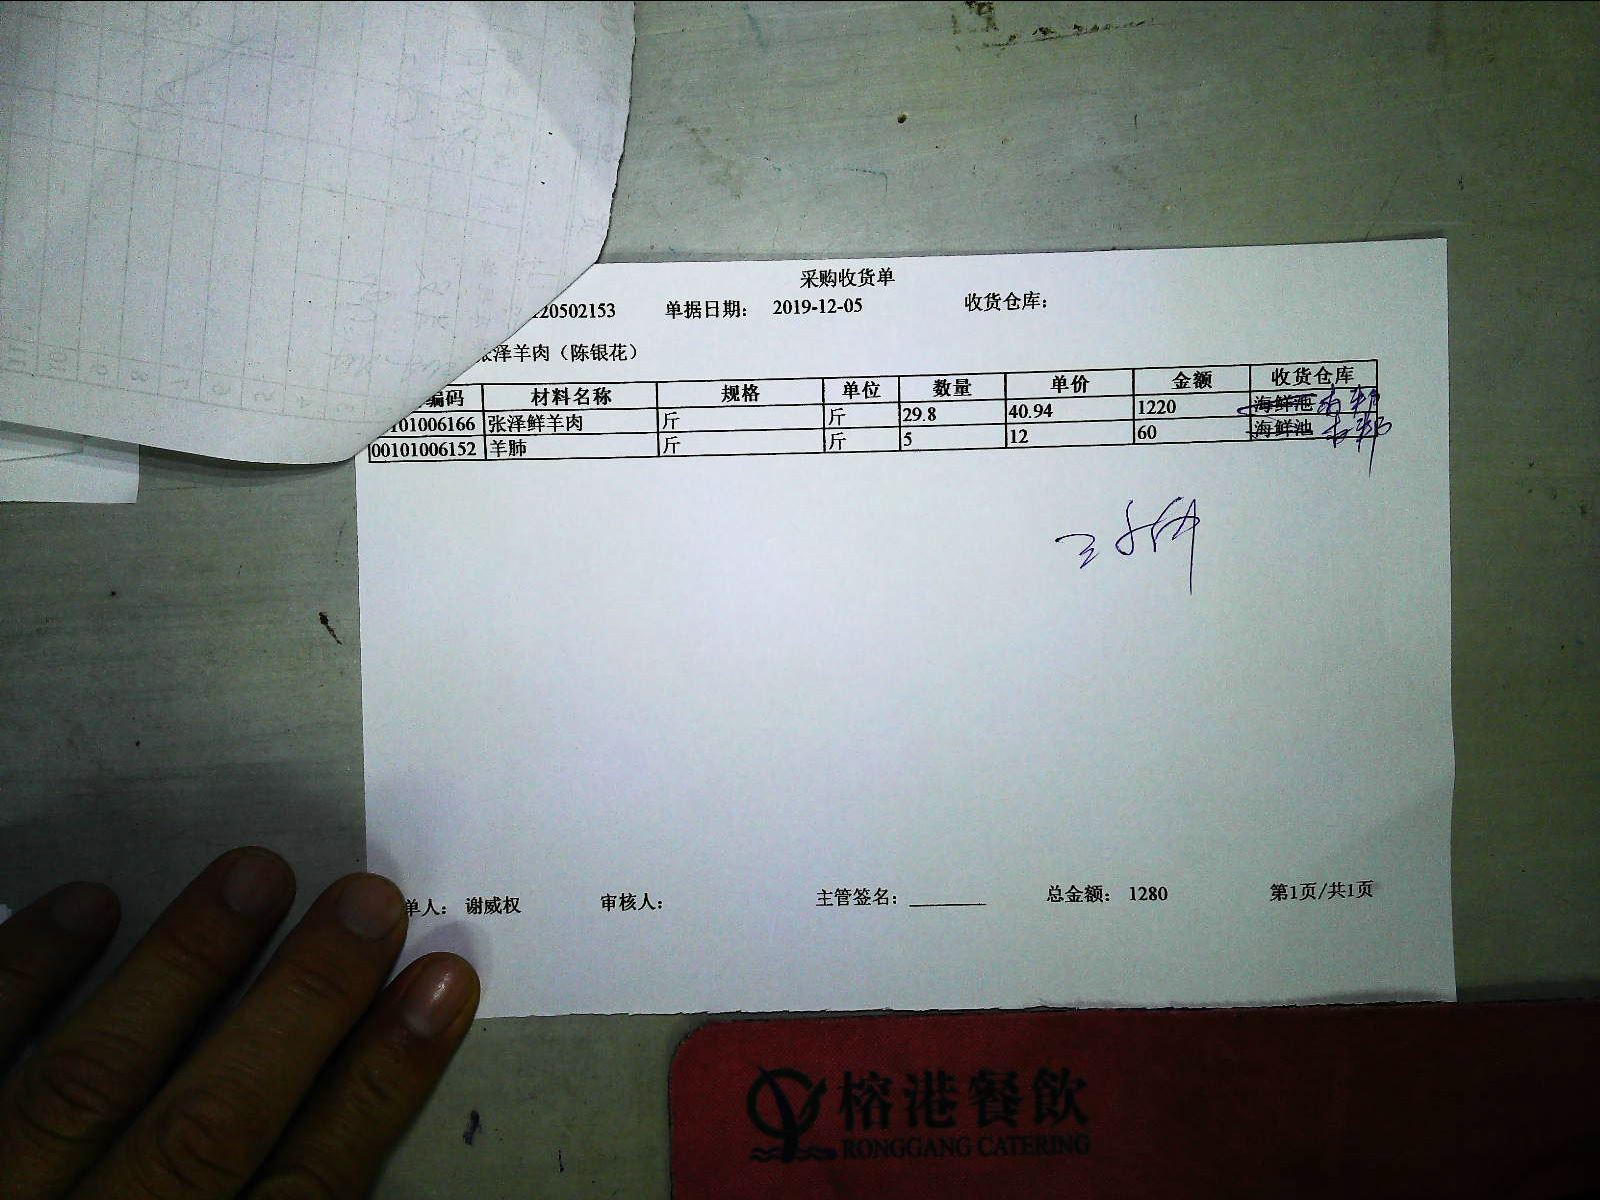 采购收货单
120502153 单据日期： 2019-12-05 收货仓库：
张泽羊肉（陈银花）
编码 材料名称 规格 单位 数量 单价 金额 收货仓库
101006166 张泽鲜羊肉 斤 斤 29.8 40.94 1220 海鲜池
00101006152 羊肺 斤 斤 5 12 60 海鲜池
单人： 谢威权 审核人： 主管签名： 总金额： 1280 第1页/共1页
榕港餐飲
RONGGANG CATERING